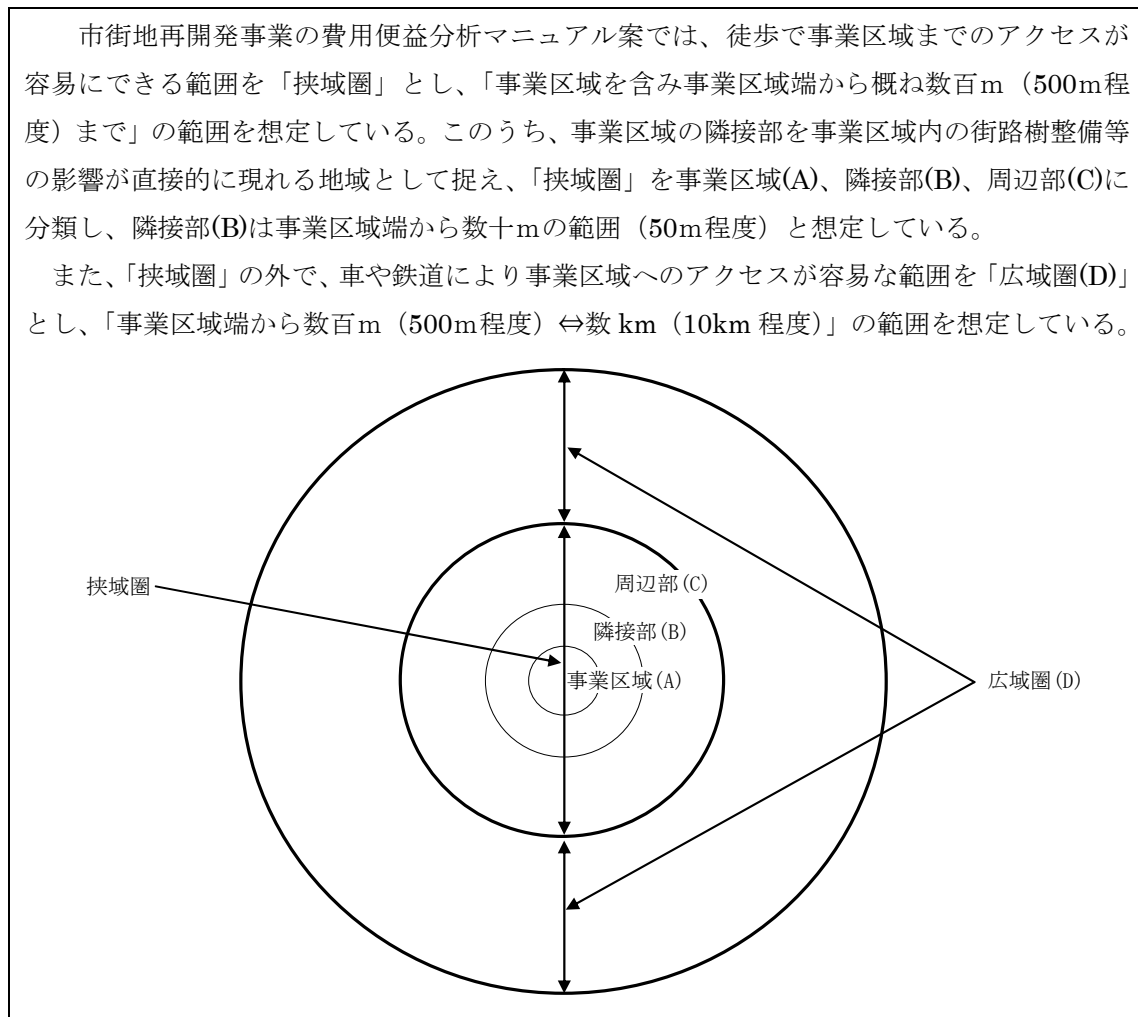 市街地再開発事業の費用便益分析マニュアル案では、徒歩で事業区域までのアクセスが
容易にできる範囲を「挟域圏」とし、「事業区域を含み事業区域端から概ね数百ｍ（500ｍ程
度）まで」の範囲を想定している。このうち、事業区域の隣接部を事業区域内の街路樹整備等
の影響が直接的に現れる地域として捉え、「挟域圏」を事業区域(A)、隣接部(B)、周辺部(C)に
分類し、隣接部(B)は事業区域端から数十ｍの範囲（50ｍ程度）と想定している。
また、「挟域圏」の外で、車や鉄道により事業区域へのアクセスが容易な範囲を「広域圏(D)」
とし、「事業区域端から数百ｍ（500ｍ程度）⇔数 km（10km 程度）」の範囲を想定している。
挟域圏
周辺部(C)
隣接部(B)
事業区域(A)
広域圏(D)